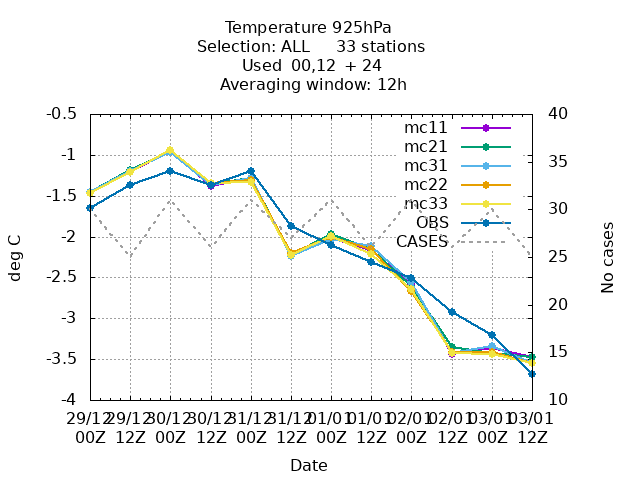 Temperature 925hPa
Selection: ALL 33 stations
Used 00,12 + 24
Averaging window: 12h
-0.5
-1
-1.5
-2
-2.5
-3
-3.5
-4
deg C
mc11
mc21
mc31
mc22
mc33
OBS
CASES
40
35
30
25
20
15
10
No cases
29/12 29/12 30/12 30/12 31/12 31/12 01/01 01/01 02/01 02/01 03/01 03/01
00Z 12Z 00Z 12Z 00Z 12Z 00Z 12Z 00Z 12Z 00Z 12Z
Date